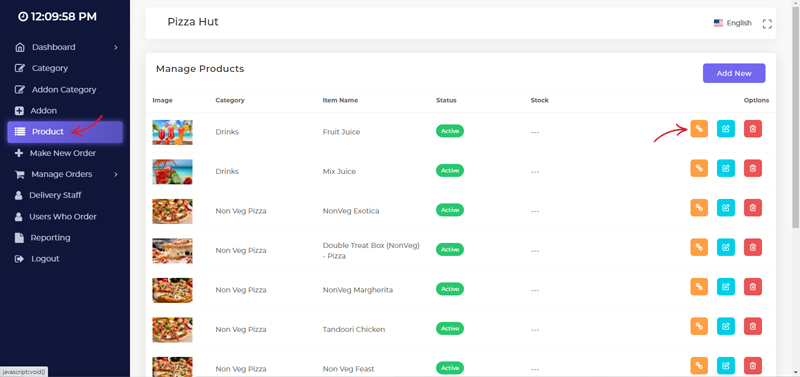 12:09:58 PM
Dashboard
Category
Addon Category
Addon
Product
Make New Order
Manage Orders
Delivery Staff
Users Who Order
Reporting
Logout
javascript:void()
Pizza Hut
English
Manage Products
Add New
Image Category Item Name Status Stock Options
Drinks Fruit Juice Active ---
Drinks Mix Juice Active ---
Non Veg Pizza NonVeg Exotica Active ---
Non Veg Pizza Double Treat Box (NonVeg) Active ---
- Pizza
Non Veg Pizza NonVeg Margherita Active ---
Non Veg Pizza Tandoori Chicken Active ---
Non Veg Pizza Non Veg Feast Active ---